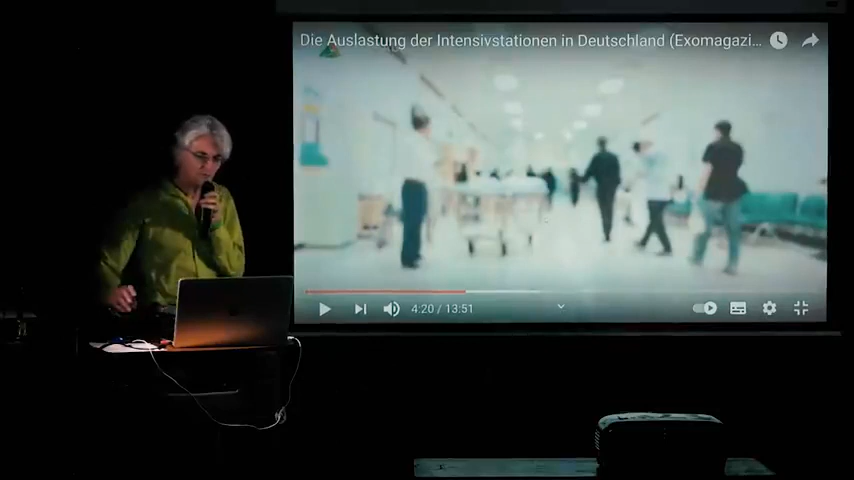 Die Auslastung der Intensivstationen in Deutschland (Exomagazi...
4:20 / 13:51